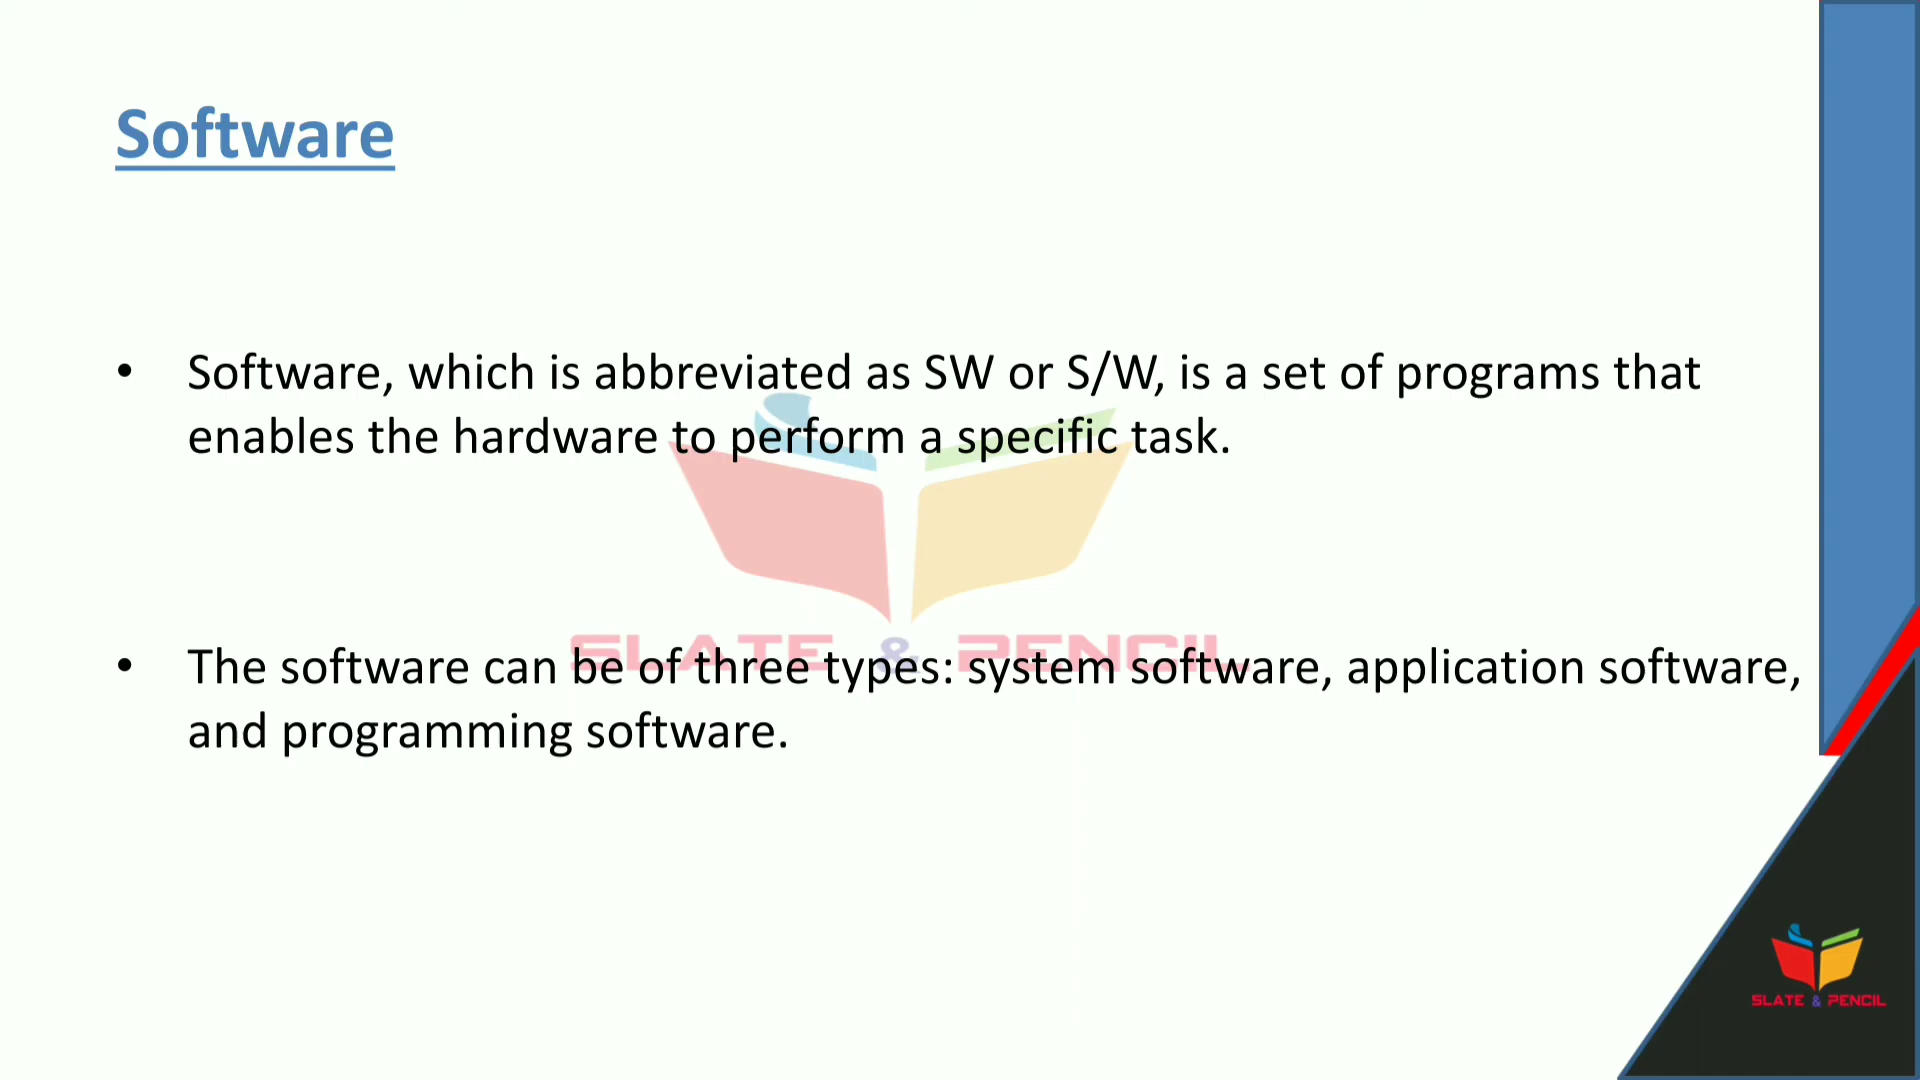 Software
• Software, which is abbreviated as SW or S/W, is a set of programs that
enables the hardware to perform a specific task.
SLATE & PENCIL
• The software can be of three types: system software, application software,
and programming software.
SLATE & PENCIL